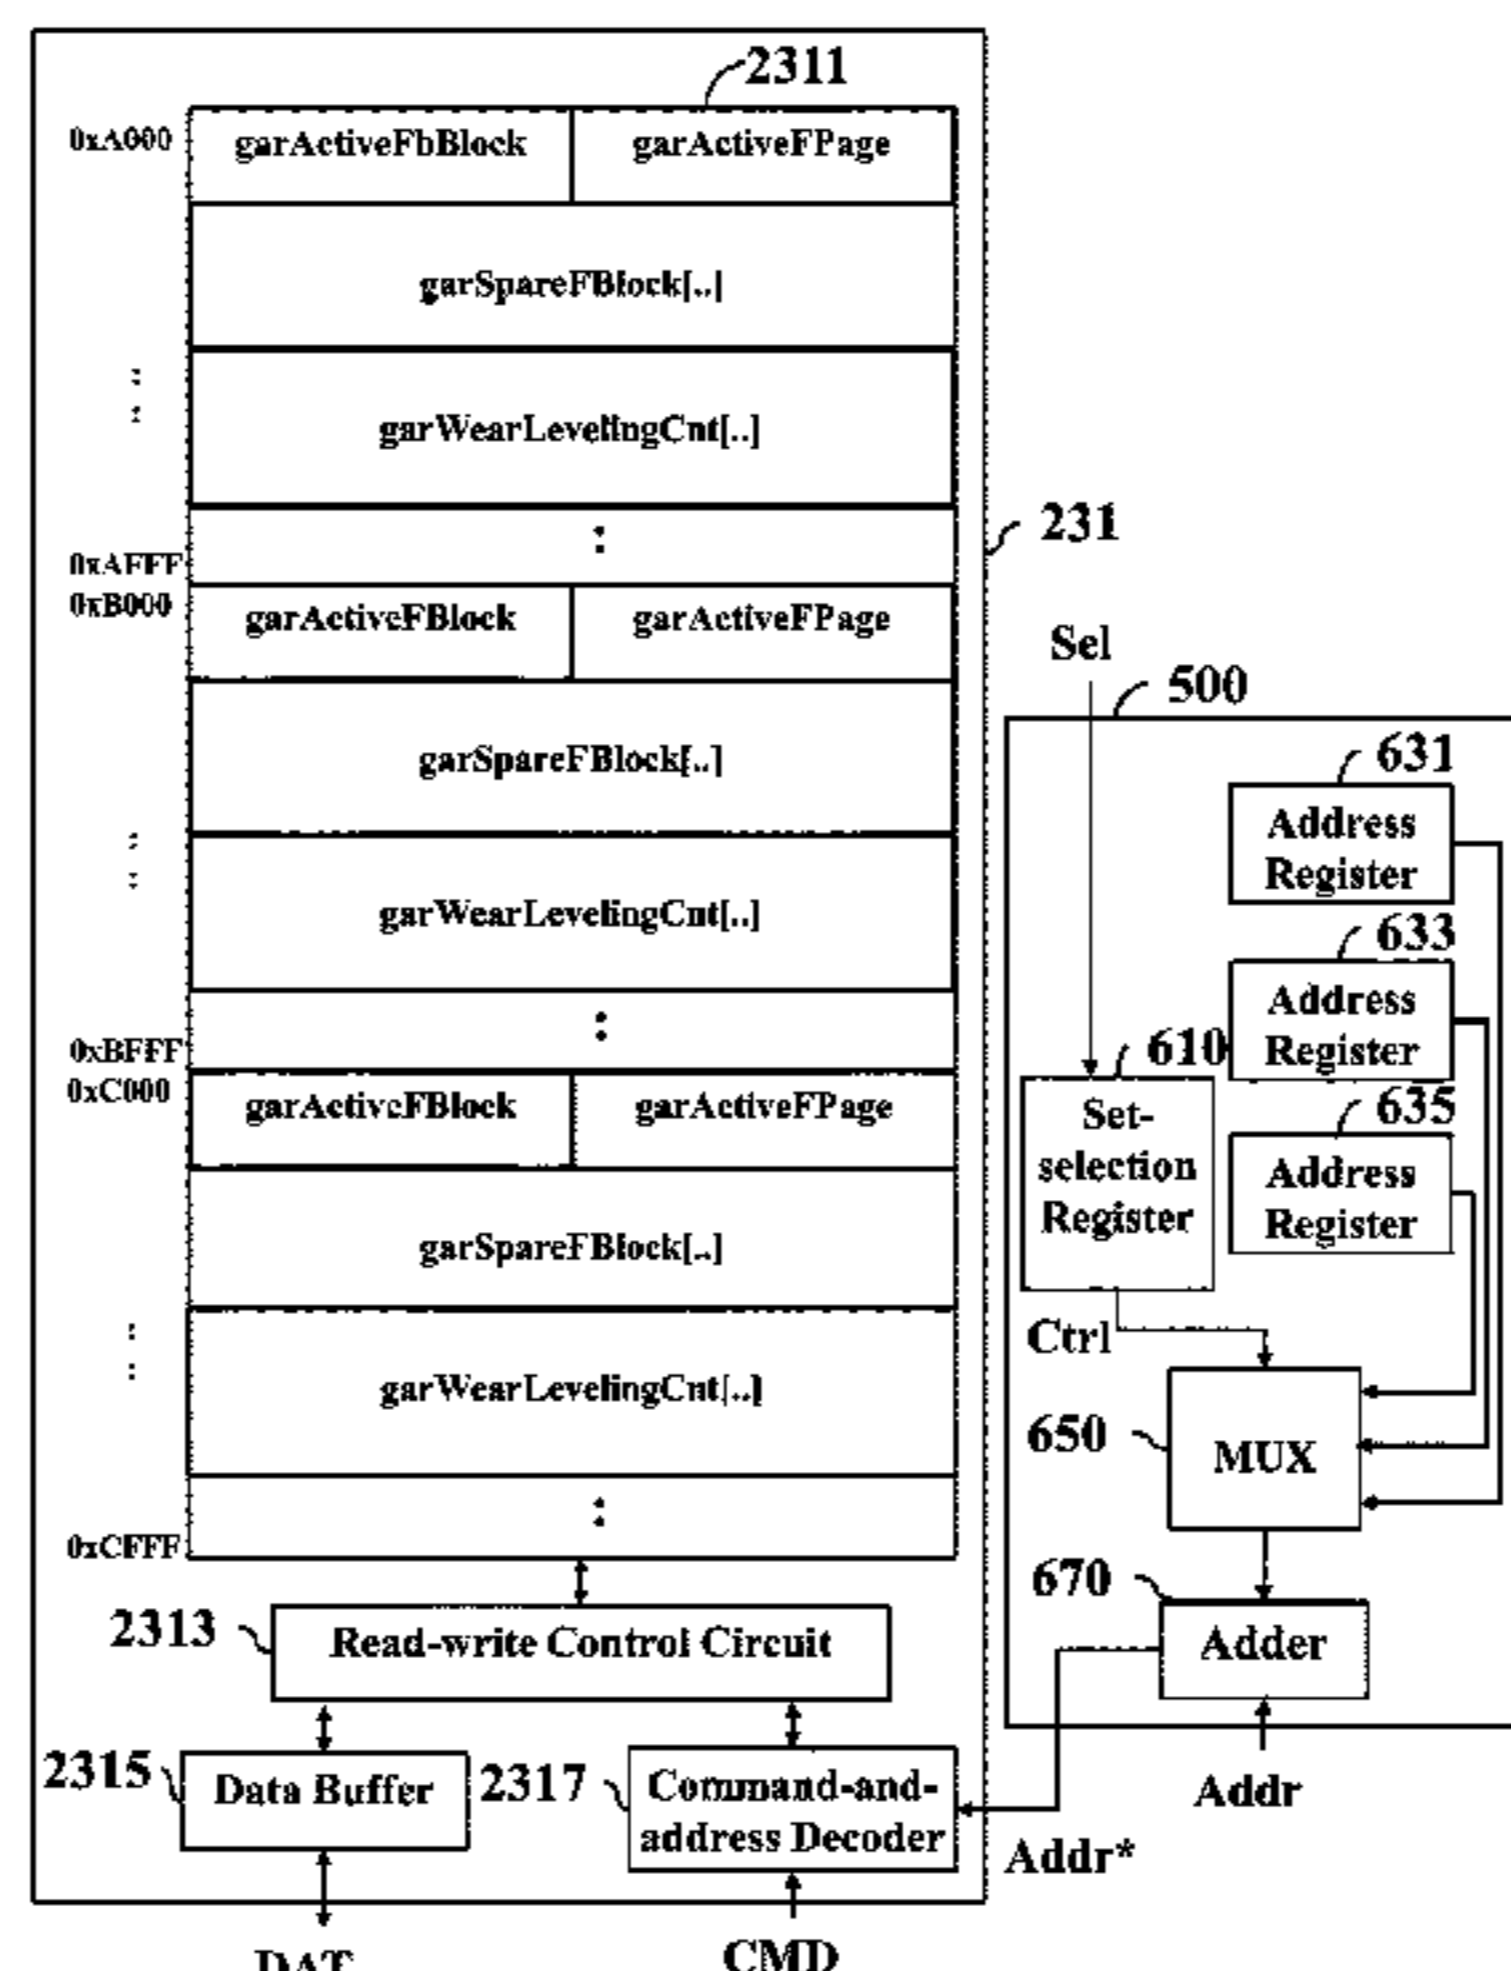 2311
0xA000
garActiveFbBlock
garActiveFPage
garSpareFBlock[..]
:
:
garWearLevelingCnt[..]
:
231
0xAFFF
0xB000
garActiveFBlock
garActiveFPage
Sel
500
garSpareFBlock[..]
631
Address
Register
:
:
garWearLevelingCnt[..]
633
Address
Register
:
0xBFFF
0xC000
garActiveFBlock
garActiveFPage
610
Set-
selection
Register
635
Address
Register
garSpareFBlock[..]
:
:
Ctrl
garWearLevelingCnt[..]
650
MUX
:
0xCFFF
670
Adder
2313
Read-write Control Circuit
2315
Data Buffer
2317
Command-and-
address Decoder
Addr
Addr*
DAT
CMD